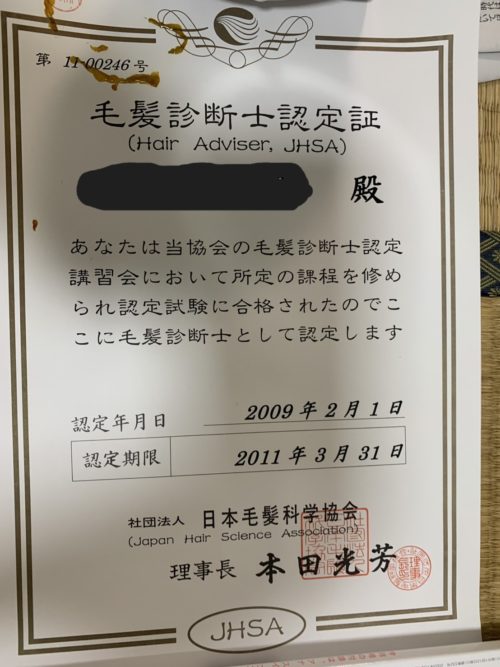 JHSA
第 11-00246 号
毛髪診断士認定証
(Hair Adviser, JHSA)
殿
あなたは当協会の毛髪診断士認定
講習会において所定の課程を修め
られ認定試験に合格されたのでこ
こに毛髪診断士として認定します
認定年月日 2009 年 2 月 1 日
認定期限 2011 年 3 月 31 日
社団法人 日本毛髪科学協会
(Japan Hair Science Association)
理事長 本田光芳
JHSA